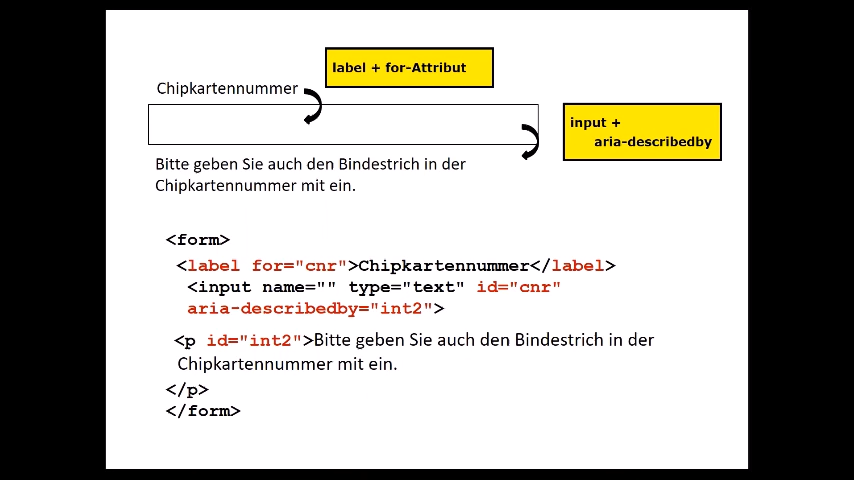 label + for-Attribut
Chipkartennummer
input +
aria-describedby
Bitte geben Sie auch den Bindestrich in der
Chipkartennummer mit ein.
<form>
<label for="cnr">Chipkartennummer</label>
<input name="" type="text" id="cnr"
aria-describedby="int2">
<p id="int2">Bitte geben Sie auch den Bindestrich in der
Chipkartennummer mit ein.
</p>
</form>